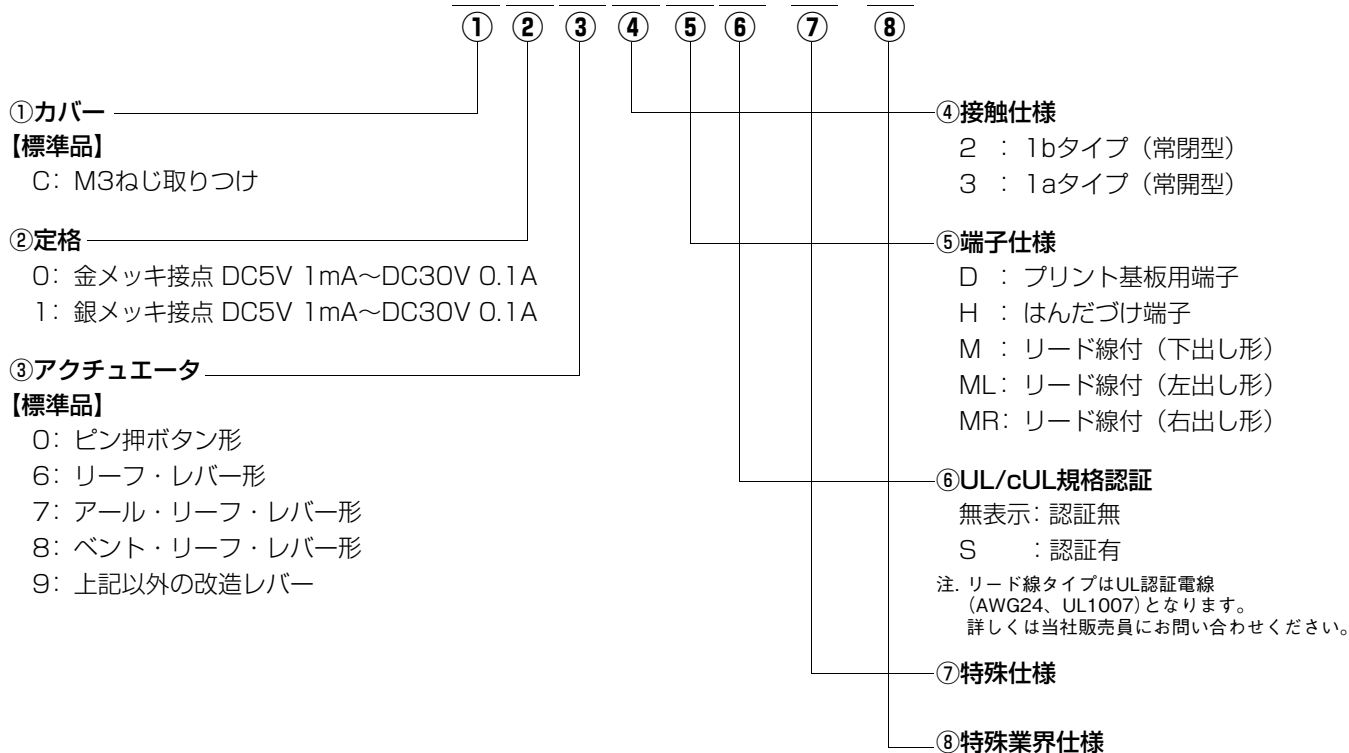 ① ② ③ ④ ⑤ ⑥ ⑦ ⑧
①カバー
【標準品】
C： M3ねじ取りつけ
②定格
0： 金メッキ接点 DC5V 1mA～DC30V 0.1A
1： 銀メッキ接点 DC5V 1mA～DC30V 0.1A
③アクチュエータ
【標準品】
0： ピン押ボタン形
6： リーフ・レバー形
7： アール・リーフ・レバー形
8： ベント・リーフ・レバー形
9： 上記以外の改造レバー
④接触仕様
2 ： 1bタイプ（常閉型）
3 ： 1aタイプ（常開型）
⑤端子仕様
D ： プリント基板用端子
H ： はんだづけ端子
M ： リード線付（下出し形）
ML： リード線付（左出し形）
MR： リード線付（右出し形）
⑥UL/cUL規格認証
無表示： 認証無
S ： 認証有
注. リード線タイプはUL認証電線
（AWG24、UL1007）となります。
詳しくは当社販売員にお問い合わせください。
⑦特殊仕様
⑧特殊業界仕様